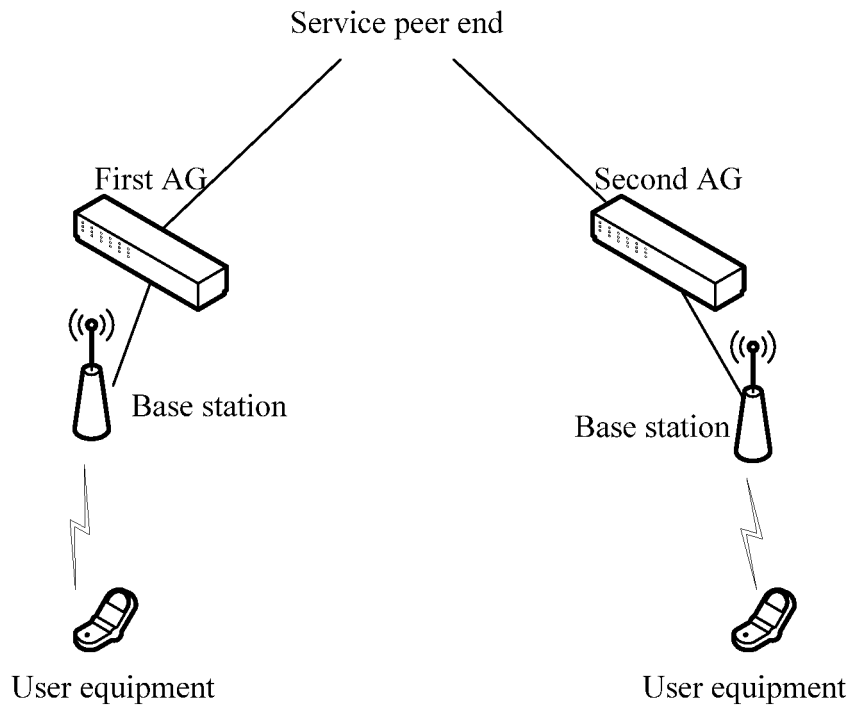 Service peer end
First AG
Second AG
Base station
Base station
User equipment
User equipment